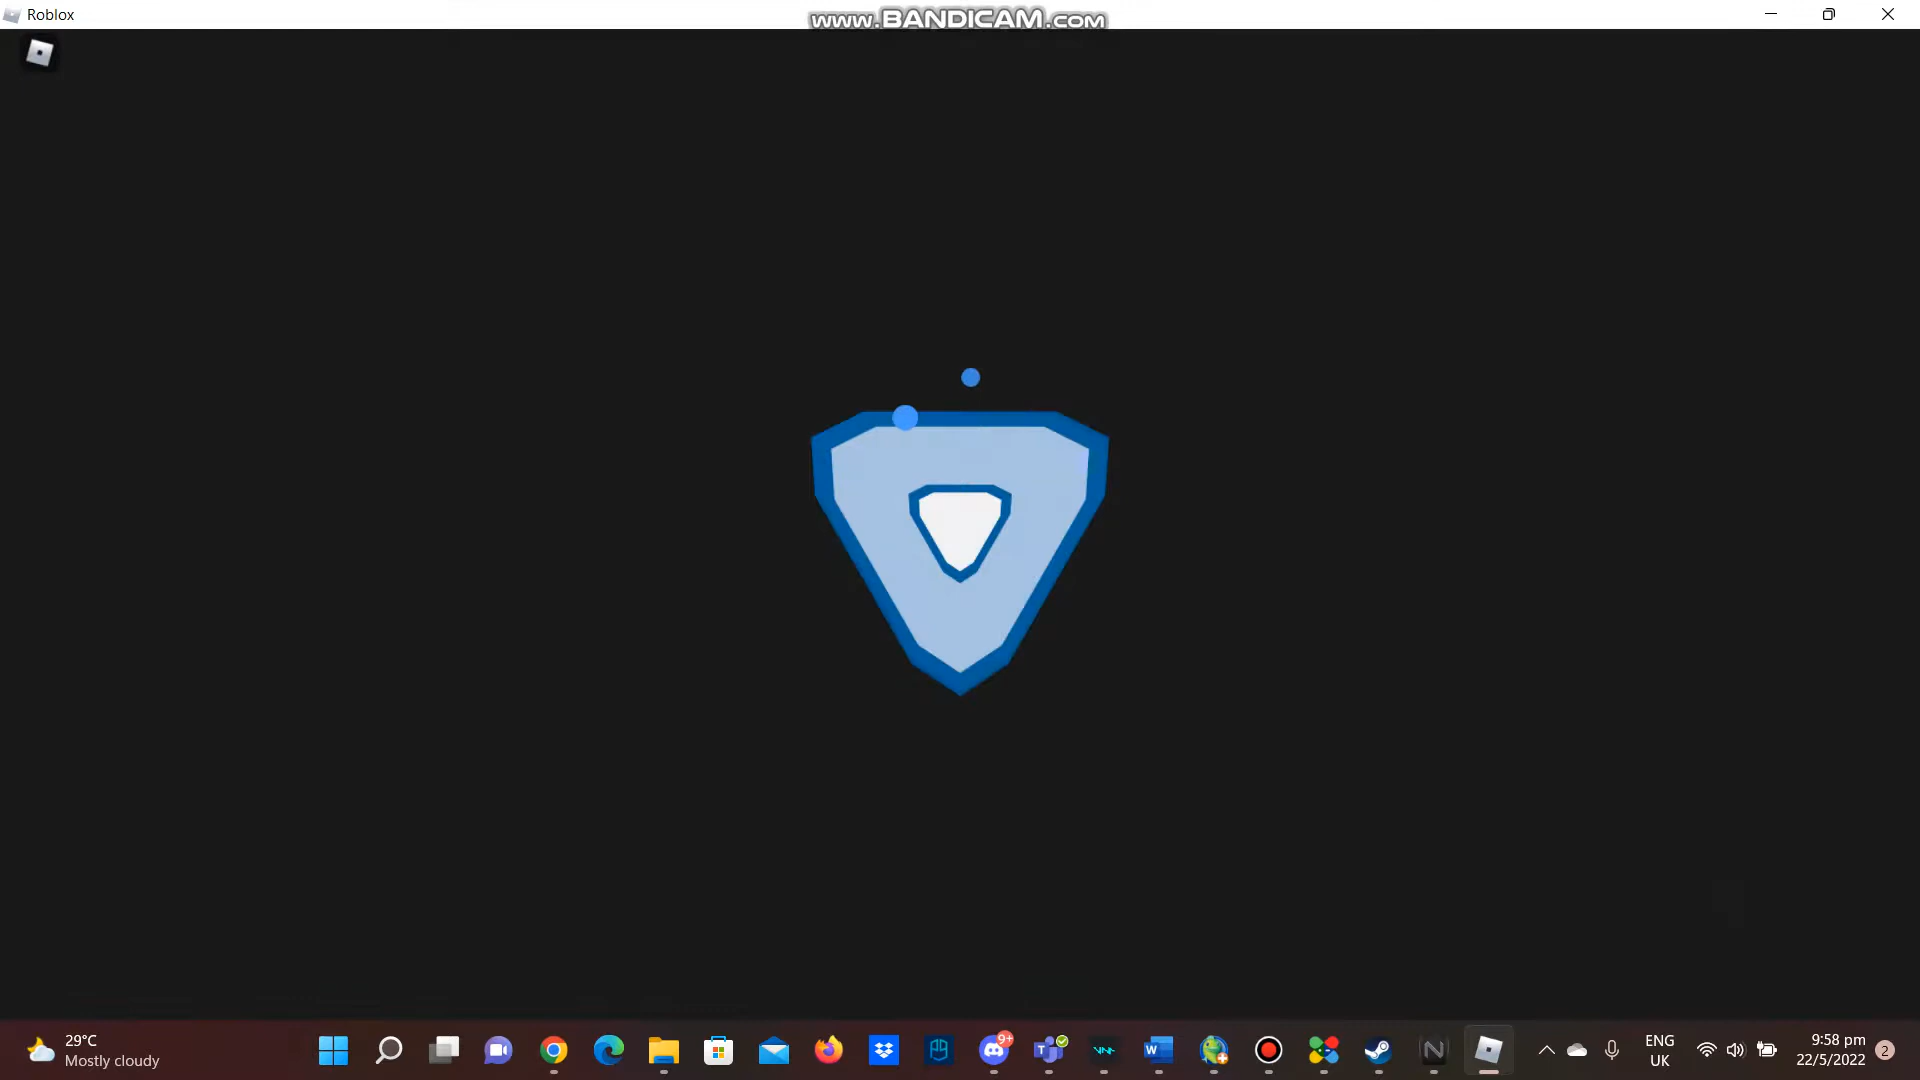 Roblox
www.BANDICAM.com
29°C
Mostly cloudy
9+
ENG
UK
9:58 pm
22/5/2022
2